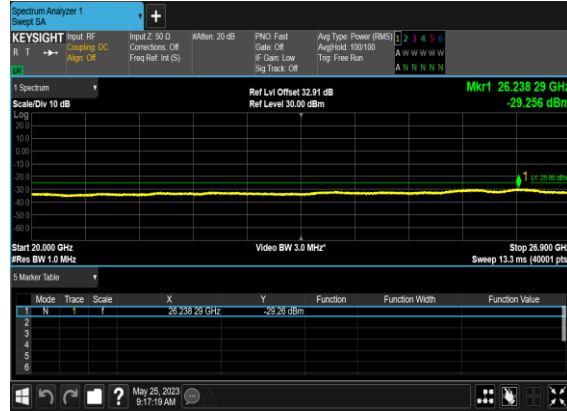 Spectrum Analyzer 1
Swept SA
+
KEYSIGHT Input: RF Input Z: 50 Ω #Atten: 20 dB PNO: Fast Avg Type: Power (RMS) 1 2 3 4 5 6
R T Coupling: DC Corrections: Off Gate: Off Avg|Hold: 100/100 A W W W W W
Align: Off Freq Ref: Int (S) IF Gain: Low Trig: Free Run
Sig Track: Off A N N N N N
1 Spectrum Ref Lvl Offset 32.91 dB Mkr1 26.238 29 GHz
Scale/Div 10 dB Ref Level 30.00 dBm -29.256 dBm
Log
20.0
10.0
0.00
-10.0
-20.0 1 L1 -25.00 dBm
-30.0
-40.0
-50.0
-60.0
Start 20.000 GHz Video BW 3.0 MHz* Stop 26.900 GHz
#Res BW 1.0 MHz Sweep 13.3 ms (40001 pts
5 Marker Table
Mode Trace Scale X Y Function Function Width Function Value
1 N 1 f 26.238 29 GHz -29.26 dBm
2
3
4
5
6
? May 25, 2023
9:17:19 AM